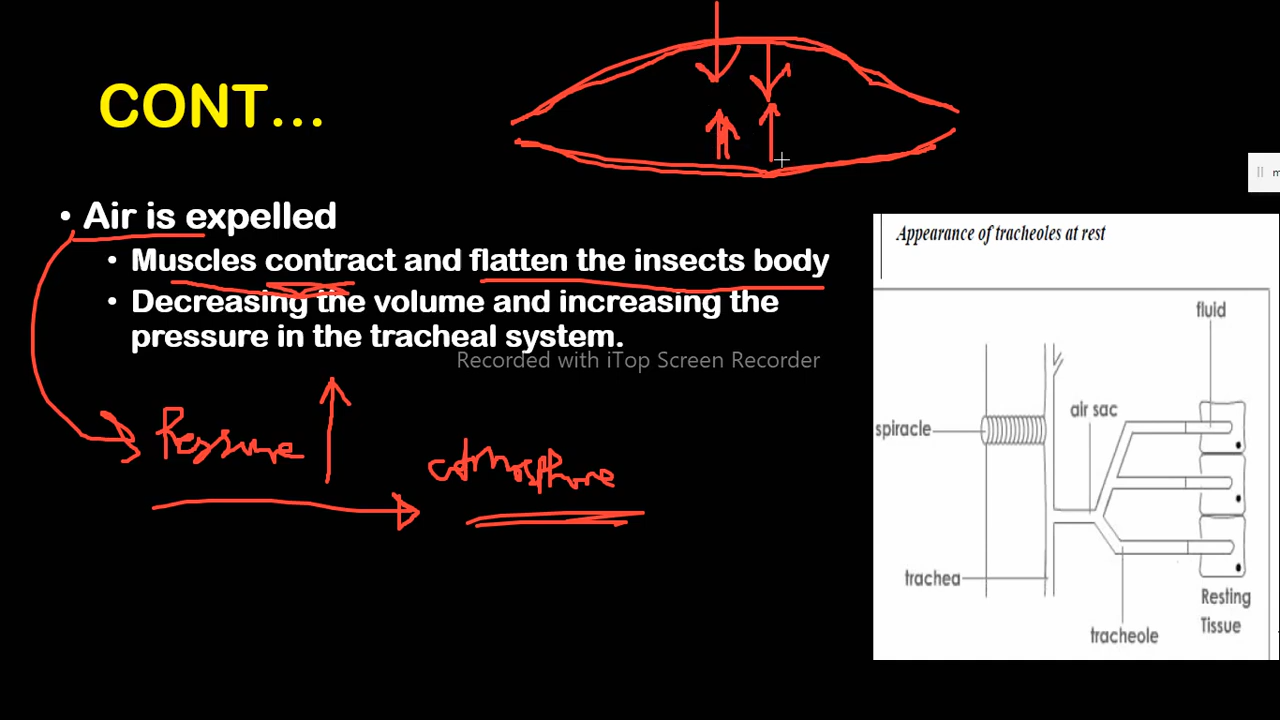 CONT...
• Air is expelled
• Muscles contract and flatten the insects body
• Decreasing the volume and increasing the
pressure in the tracheal system.
Recorded with iTop Screen Recorder
Pressure
atmosphere
Appearance of tracheoles at rest
fluid
air sac
spiracle
trachea
tracheole
Resting
Tissue